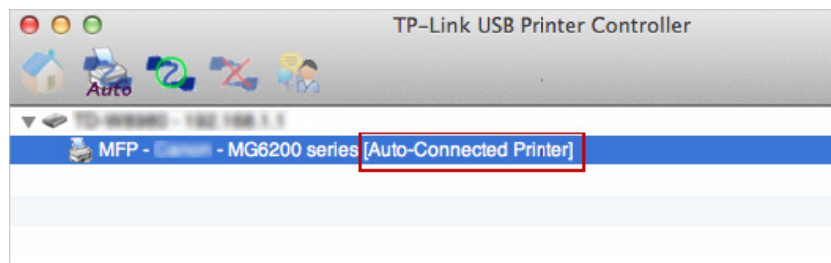 TP-Link USB Printer Controller
Auto
MFP - - MG6200 series [Auto-Connected Printer]